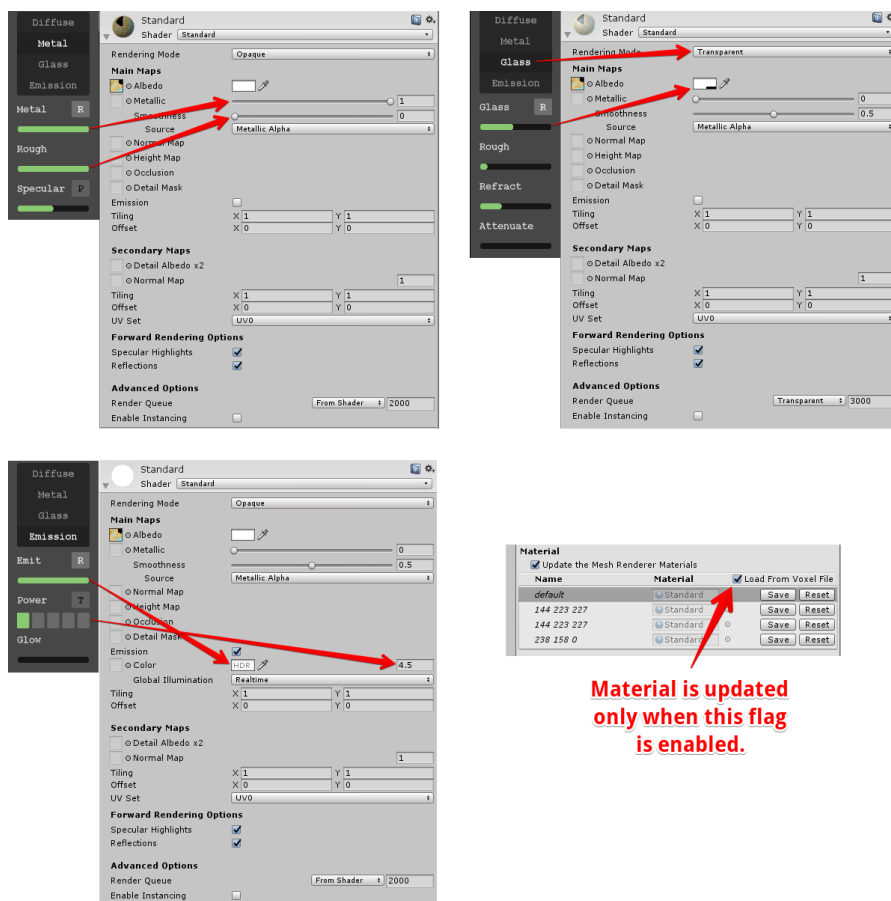 Diffuse
Metal
Glass
Emission
Metal R
Rough
Specular P
Standard
Shader Standard
Rendering Mode Opaque
Main Maps
Albedo
Metallic 1
Smoothness 0
Source Metallic Alpha
Normal Map
Height Map
Occlusion
Detail Mask
Emission
Tiling X 1 Y 1
Offset X 0 Y 0
Secondary Maps
Detail Albedo x2
Normal Map 1
Tiling X 1 Y 1
Offset X 0 Y 0
UV Set UV0
Forward Rendering Options
Specular Highlights
Reflections
Advanced Options
Render Queue From Shader 2000
Enable Instancing
Diffuse
Metal
Glass
Emission
Glass R
Rough
Refract
Attenuate
Standard
Shader Standard
Rendering Mode Transparent
Main Maps
Albedo
Metallic 0
Smoothness 0.5
Source Metallic Alpha
Normal Map
Height Map
Occlusion
Detail Mask
Emission
Tiling X 1 Y 1
Offset X 0 Y 0
Secondary Maps
Detail Albedo x2
Normal Map 1
Tiling X 1 Y 1
Offset X 0 Y 0
UV Set UV0
Forward Rendering Options
Specular Highlights
Reflections
Advanced Options
Render Queue Transparent 3000
Enable Instancing
Diffuse
Metal
Glass
Emission
Emit R
Power T
Glow
Standard
Shader Standard
Rendering Mode Opaque
Main Maps
Albedo
Metallic 0
Smoothness 0.5
Source Metallic Alpha
Normal Map
Height Map
Occlusion
Detail Mask
Emission
Color HDR 4.5
Global Illumination Realtime
Tiling X 1 Y 1
Offset X 0 Y 0
Secondary Maps
Detail Albedo x2
Normal Map 1
Tiling X 1 Y 1
Offset X 0 Y 0
UV Set UV0
Forward Rendering Options
Specular Highlights
Reflections
Advanced Options
Render Queue From Shader 2000
Enable Instancing
Material
Update the Mesh Renderer Materials
Name Material Load From Voxel File
default Standard Save Reset
144 223 227 Standard Save Reset
144 223 227 Standard Save Reset
238 158 0 Standard Save Reset
Material is updated
only when this flag
is enabled.